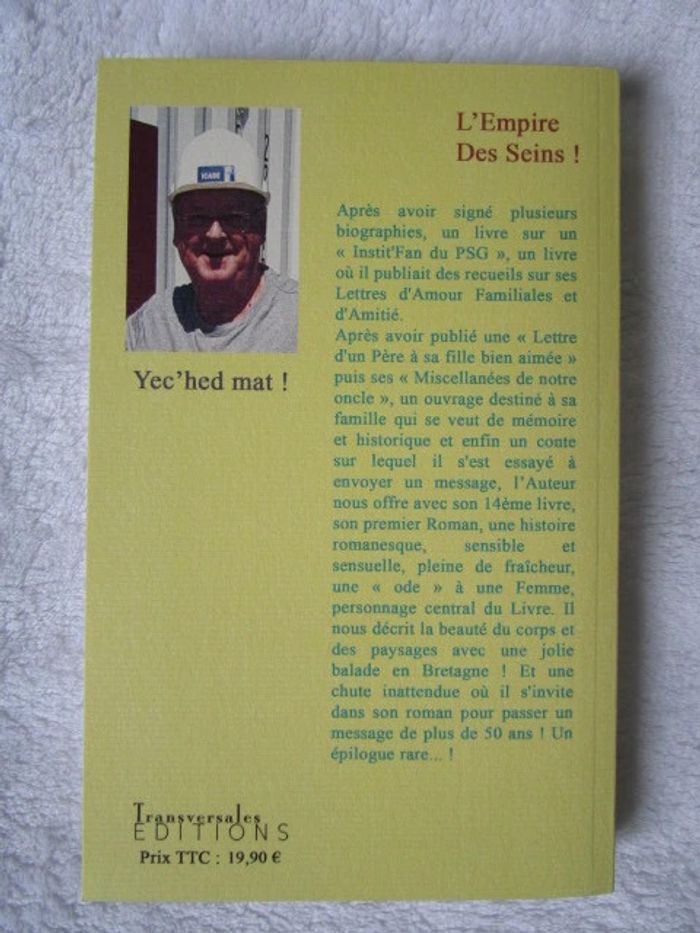 L'Empire
Des Seins !
ICADE
Yec'hed mat !
Après avoir signé plusieurs
biographies, un livre sur un
« Instit'Fan du PSG », un livre
où il publiait des recueils sur ses
Lettres d'Amour Familiales et
d'Amitié.
Après avoir publié une « Lettre
d'un Père à sa fille bien aimée »
puis ses « Miscellanées de notre
oncle », un ouvrage destiné à sa
famille qui se veut de mémoire
et historique et enfin un conte
sur lequel il s'est essayé à
envoyer un message, l'Auteur
nous offre avec son 14ème livre,
son premier Roman, une histoire
romanesque, sensible et
sensuelle, pleine de fraîcheur,
une « ode » à une Femme,
personnage central du Livre. Il
nous décrit la beauté du corps et
des paysages avec une jolie
balade en Bretagne ! Et une
chute inattendue où il s'invite
dans son roman pour passer un
message de plus de 50 ans ! Un
épilogue rare... !
Transversales
EDITIONS
Prix TTC : 19,90 €